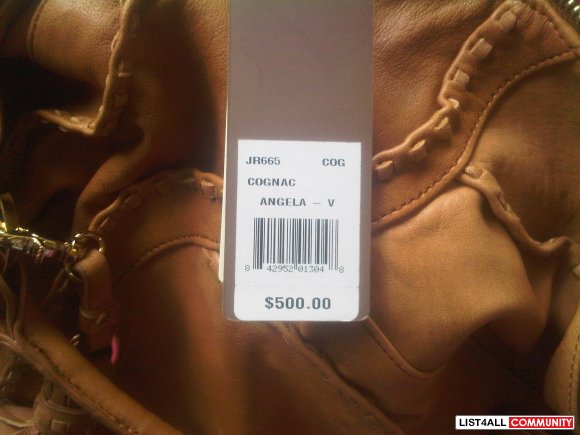 JR665 COG
COGNAC
ANGELA — V
8 42952 01304 8
$500.00
LIST4ALL COMMUNITY